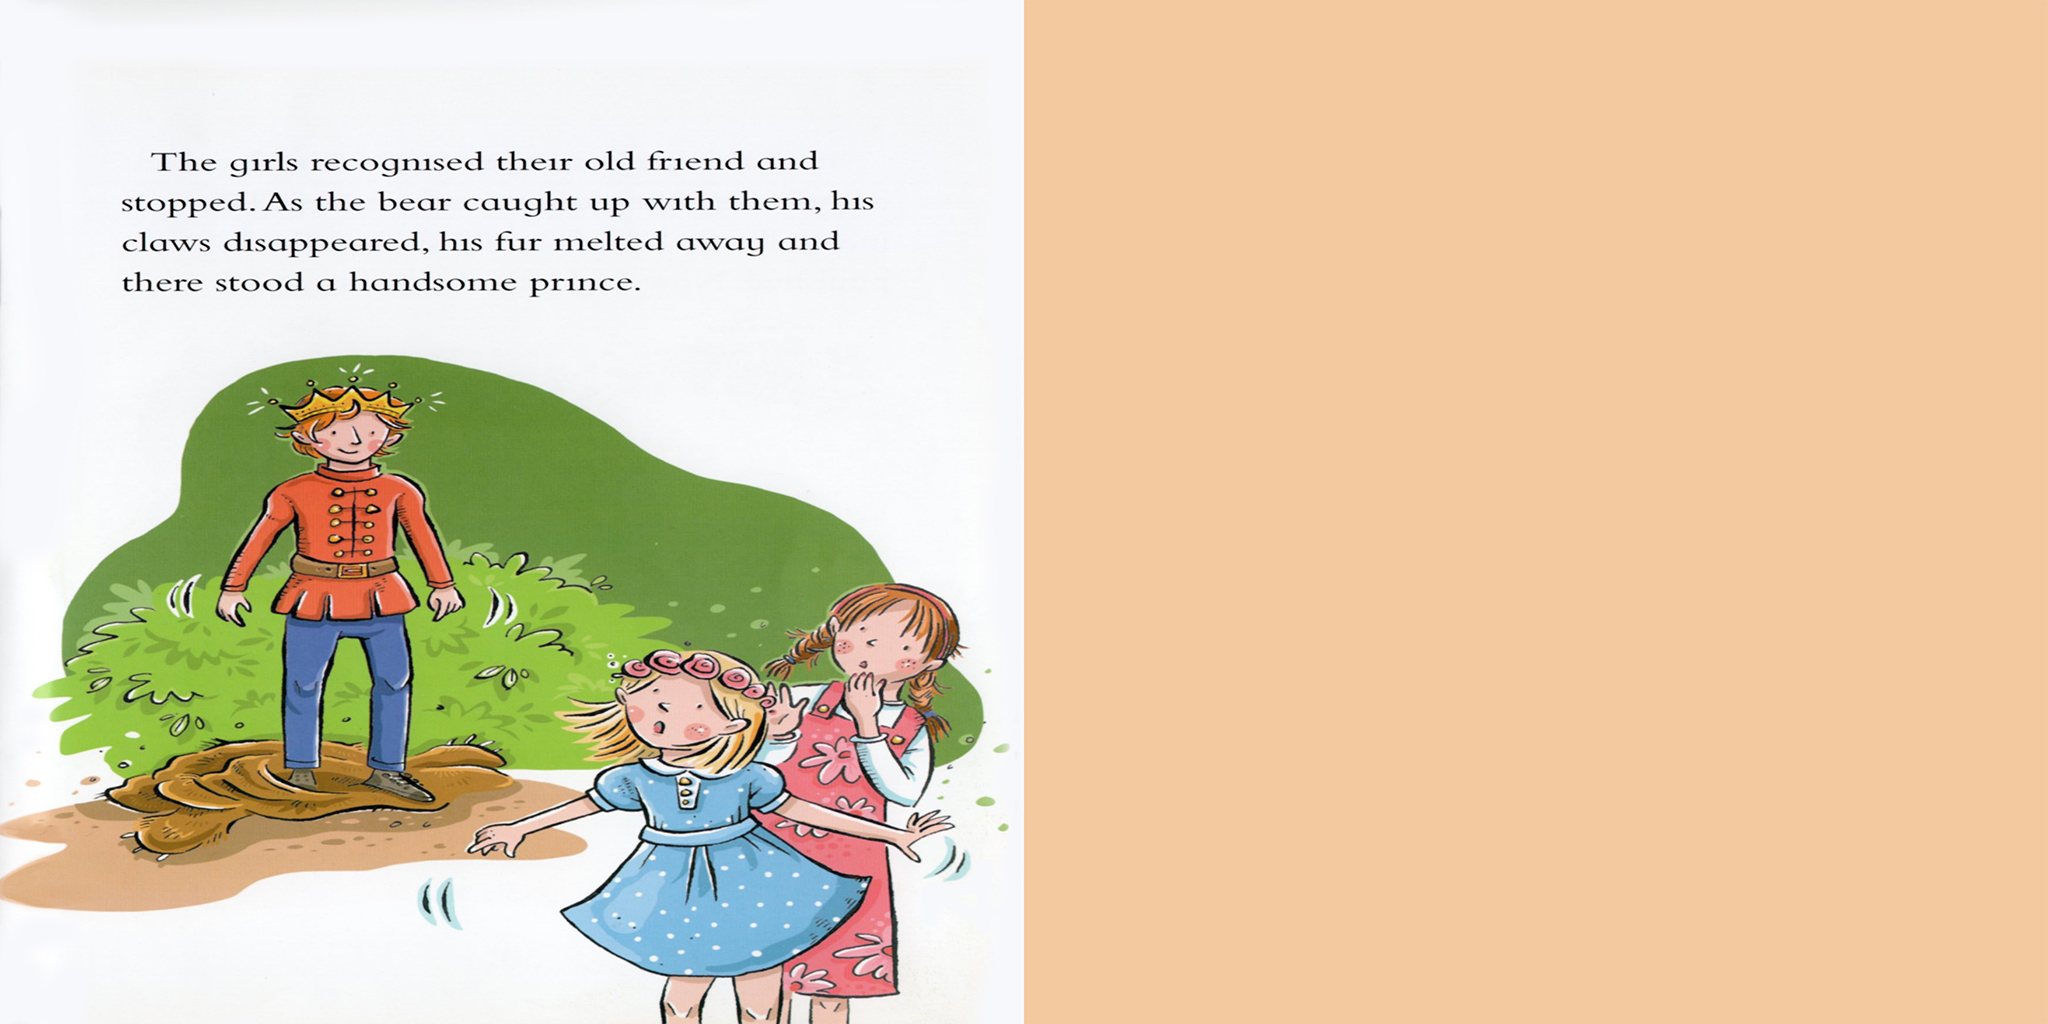 The girls recognised their old friend and
stopped. As the bear caught up with them, his
claws disappeared, his fur melted away and
there stood a handsome prince.